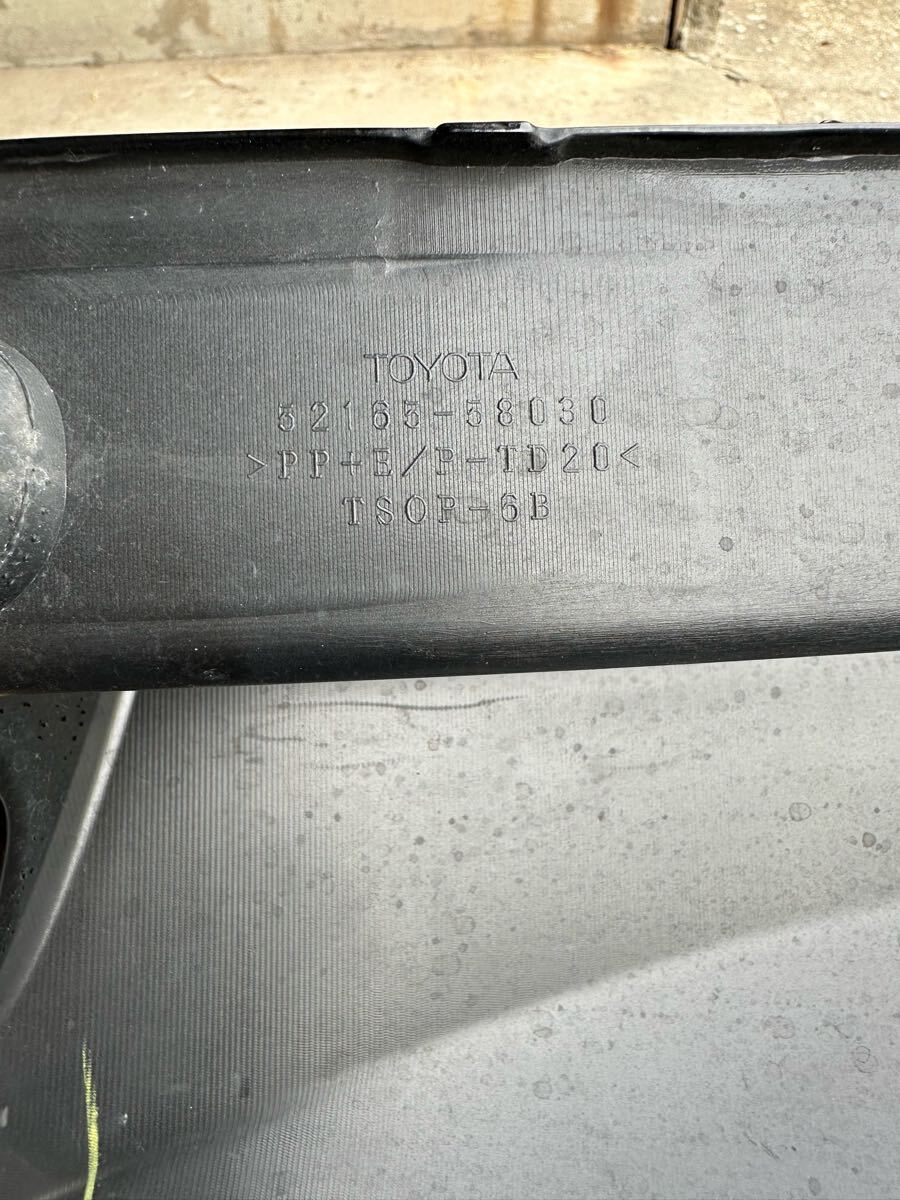 TOYOTA
52165-58030
>PP+E/P-TD20<
TSOP-6B